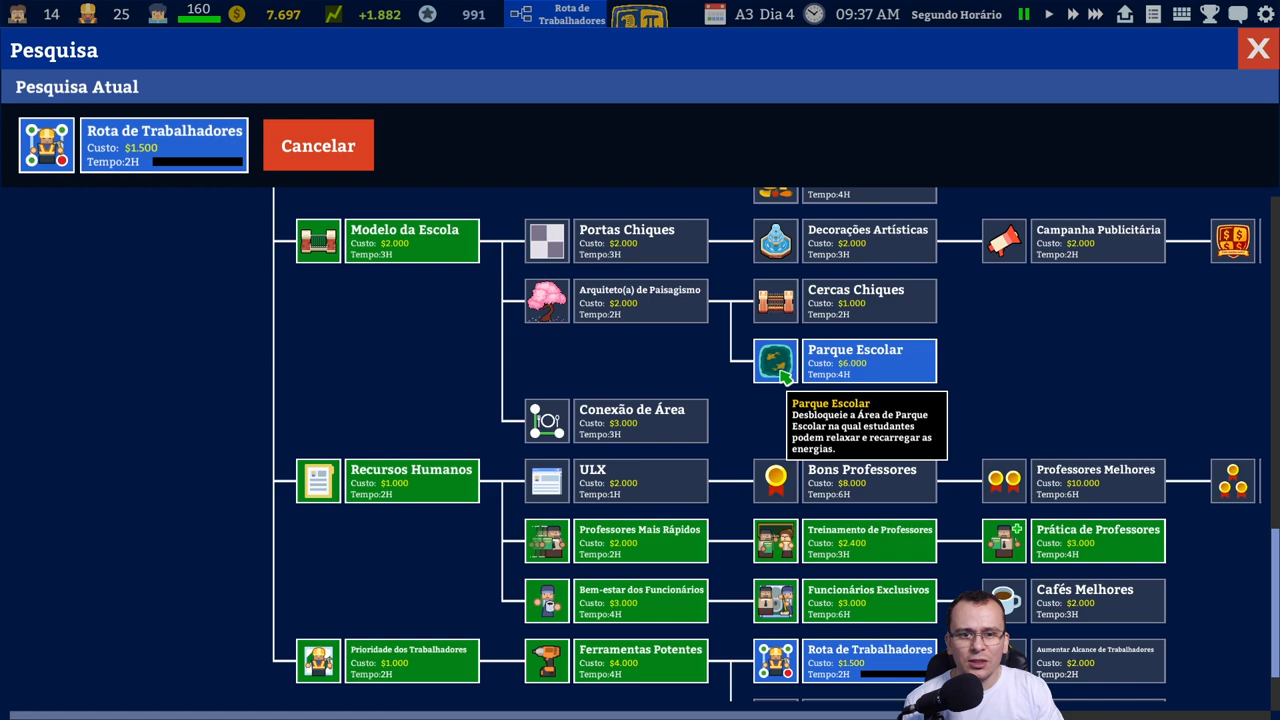 14
25
160
7.697
+1.882
991
Rota de
Trabalhadores
A3 Dia 4
09:37 AM
Segundo Horário
Pesquisa
X
Pesquisa Atual
Rota de Trabalhadores
Custo: $1.500
Tempo:2H
Cancelar
Tempo:4H
Modelo da Escola
Custo: $2.000
Tempo:3H
Portas Chiques
Custo: $2.000
Tempo:3H
Decorações Artísticas
Custo: $2.000
Tempo:3H
Campanha Publicitária
Custo: $2.000
Tempo:2H
Arquiteto(a) de Paisagismo
Custo: $2.000
Tempo:2H
Cercas Chiques
Custo: $1.000
Tempo:2H
Parque Escolar
Custo: $6.000
Tempo:4H
Parque Escolar
Desbloqueie a Área de Parque
Escolar na qual estudantes
podem relaxar e recarregar as
energias.
Conexão de Área
Custo: $3.000
Tempo:3H
Recursos Humanos
Custo: $1.000
Tempo:2H
ULX
Custo: $2.000
Tempo:1H
Bons Professores
Custo: $8.000
Tempo:6H
Professores Melhores
Custo: $10.000
Tempo:6H
Professores Mais Rápidos
Custo: $2.000
Tempo:2H
Treinamento de Professores
Custo: $2.400
Tempo:3H
Prática de Professores
Custo: $3.000
Tempo:4H
Bem-estar dos Funcionários
Custo: $3.000
Tempo:4H
Funcionários Exclusivos
Custo: $3.000
Tempo:6H
Cafés Melhores
Custo: $2.000
Tempo:3H
Prioridade dos Trabalhadores
Custo: $1.000
Tempo:2H
Ferramentas Potentes
Custo: $4.000
Tempo:4H
Rota de Trabalhadores
Custo: $1.500
Tempo:2H
Aumentar Alcance de Trabalhadores
Custo: $2.000
Tempo:2H